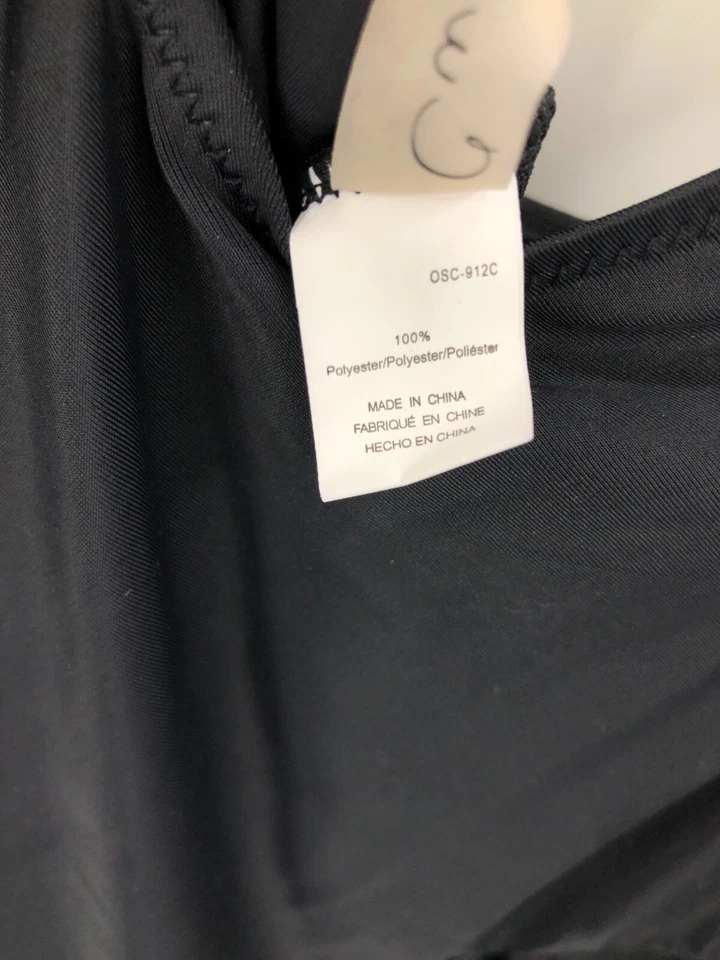 OSC-912C
100%
Polyester/Polyester/Poliéster
MADE IN CHINA
FABRIQUÉ EN CHINE
HECHO EN CHINA